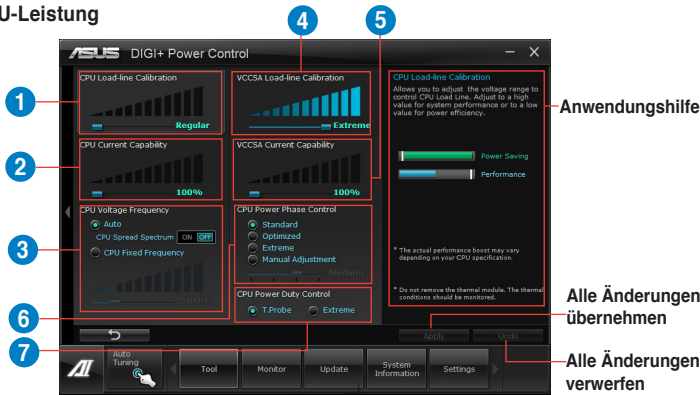 U-Leistung
4
5
ASUS DIGI+ Power Control
1
CPU Load-line Calibration
Regular
VCCSA Load-line Calibration
Extreme
CPU Load-line Calibration
Allows you to adjust the voltage range to
control CPU Load Line. Adjust to a high
value for system performance or to a low
value for power efficiency.
Anwendungshilfe
Power Saving
Performance
2
CPU Current Capability
100%
VCCSA Current Capability
100%
3
CPU Voltage Frequency
Auto
CPU Spread Spectrum ON OFF
CPU Fixed Frequency
350KHz
CPU Power Phase Control
Standard
Optimized
Extreme
Manual Adjustment
Medium
* The actual performance boost may vary
depending on your CPU specification.
* Do not remove the thermal module. The thermal
conditions should be monitored.
6
CPU Power Duty Control
T.Probe Extreme
7
Apply Undo
Alle Änderungen
übernehmen
Auto
Tuning
Tool
Monitor
Update
System
Information
Settings
Alle Änderungen
verwerfen